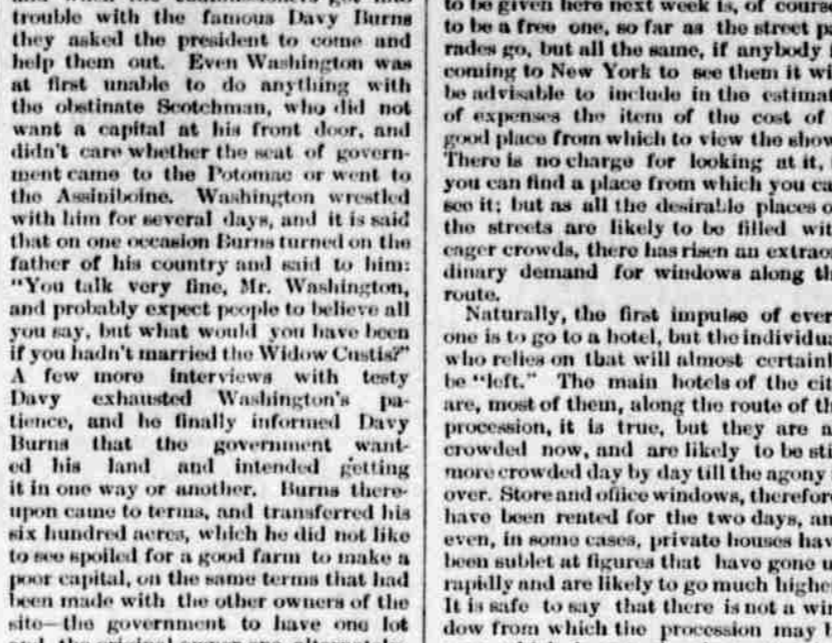 trouble with the famous Davy Burns
they asked the president to come and
help them out. Even Washington was
at first unable to do anything with
the obstinate Scotchman, who did not
want a capital at his front door, and
didn't care whether the seat of govern-
ment came to the Potomac or went to
the Assiniboine. Washington wrestled
with him for several days, and it is said
that on one occasion Burns turned on the
father of his country and said to him:
"You talk very fine, Mr. Washington,
and probably expect people to believe all
you say, but what would you have been
if you hadn't married the Widow Custis?"
A few more interviews with testy
Davy exhausted Washington's pa-
tience, and he finally informed Davy
Burns that the government want-
ed his land and intended getting
it in one way or another. Burns there-
upon came to terms, and transferred his
six hundred acres, which he did not like
to see spoiled for a good farm to make a
poor capital, on the same terms that had
been made with the other owners of the
site—the government to have one lot
to be given here next week is, of cours
to be a free one, so far as the street pa
rades go, but all the same, if anybody i
coming to New York to see them it wi
be advisable to include in the estimat
of expenses the item of the cost of
good place from which to view the show
There is no charge for looking at it, i
you can find a place from which you ca
see it; but as all the desirable places o
the streets are likely to be filled wit
eager crowds, there has risen an extraor
dinary demand for windows along th
route.
Naturally, the first impulse of ever
one is to go to a hotel, but the individua
who relies on that will almost certainl
be "left." The main hotels of the cit
are, most of them, along the route of th
procession, it is true, but they are a
crowded now, and are likely to be sti
more crowded day by day till the agony i
over. Store and office windows, therefor
have been rented for the two days, an
even, in some cases, private houses hav
been sublet at figures that have gone u
rapidly and are likely to go much highe
It is safe to say that there is not a win
dow from which the procession may b